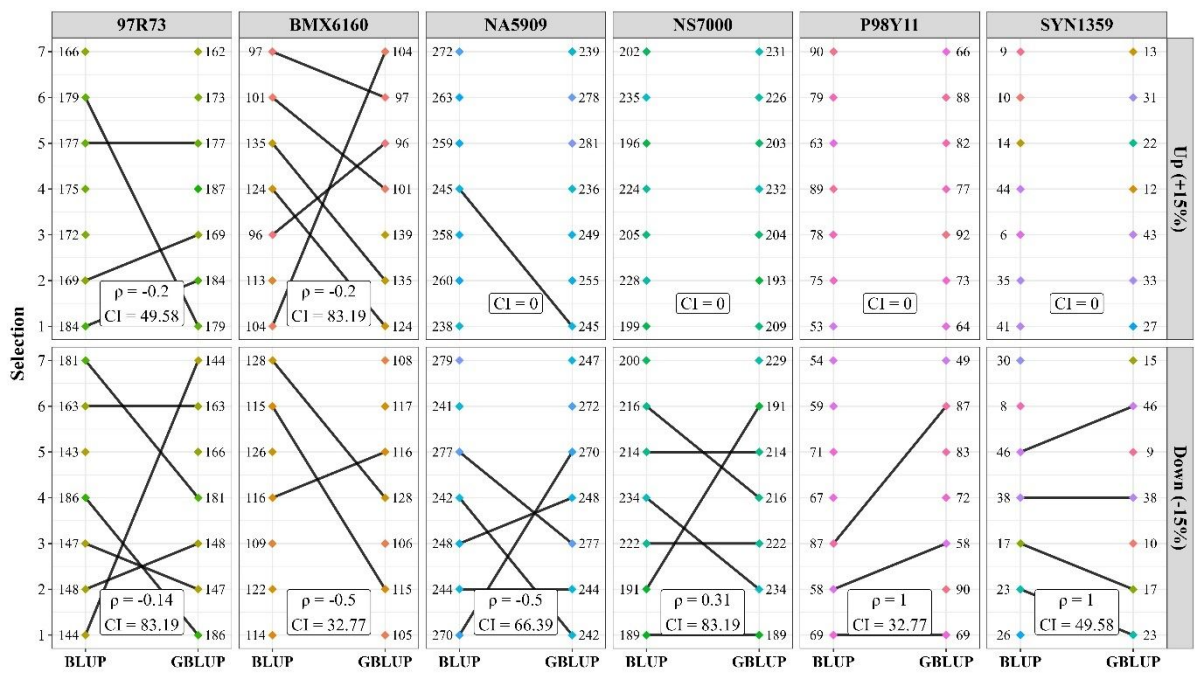 97R73 BMX6160 NA5909 NS7000 P98Y11 SYN1359
7 166 162 97 104 272 239 202 231 90 66 9 13
6 179 173 101 97 263 278 235 226 79 88 10 31
5 177 177 135 96 259 281 196 203 63 82 14 22
4 175 187 124 101 245 236 224 232 89 77 44 12
3 172 169 96 139 258 249 205 204 78 92 6 43
2 169 184 113 135 260 255 228 193 75 73 35 33
ρ = -0.2 ρ = -0.2
CI = 49.58 CI = 83.19 CI = 0 CI = 0 CI = 0 CI = 0
1 184 179 104 124 238 245 199 209 53 64 41 27
Up (+15%)
Selection
7 181 144 128 108 279 247 200 229 54 49 30 15
6 163 163 115 117 241 272 216 191 59 87 8 46
5 143 166 126 116 277 270 214 214 71 83 46 9
4 186 181 116 128 242 248 234 216 67 72 38 38
3 147 148 109 106 248 277 222 222 87 58 17 10
2 148 147 122 115 244 244 191 234 58 90 23 17
ρ = -0.14 ρ = -0.5 ρ = -0.5 ρ = 0.31 ρ = 1 ρ = 1
CI = 83.19 CI = 32.77 CI = 66.39 CI = 83.19 CI = 32.77 CI = 49.58
1 144 186 114 105 270 242 189 189 69 69 26 23
Down (-15%)
BLUP GBLUP BLUP GBLUP BLUP GBLUP BLUP GBLUP BLUP GBLUP BLUP GBLUP